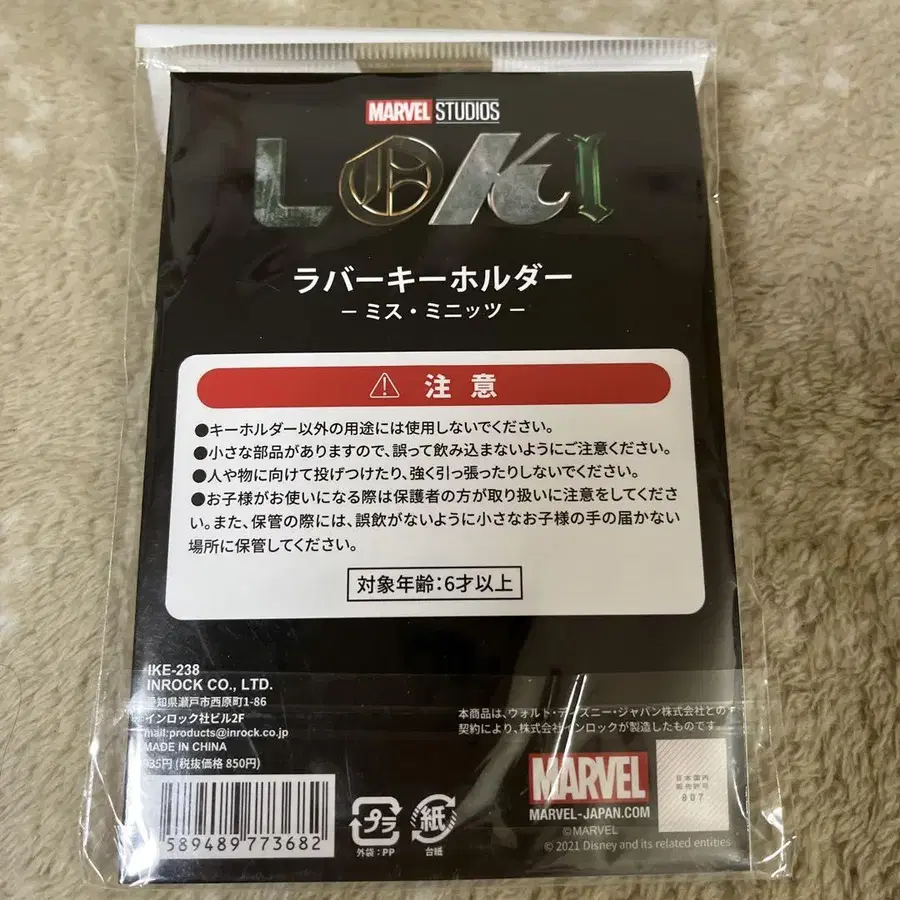 MARVEL STUDIOS
LOKI
ラバーキーホルダー
－ ミス・ミニッツ －
⚠ 注意
●キーホルダー以外の用途には使用しないでください。
●小さな部品がありますので、誤って飲み込まないようにご注意ください。
●人や物に向けて投げつけたり、強く引っ張ったりしないでください。
●お子様がお使いになる際は保護者の方が取り扱いに注意をしてくださ
い。また、保管の際には、誤飲がないように小さなお子様の手の届かない
場所に保管してください。
対象年齢：6才以上
IKE-238
INROCK CO., LTD.
愛知県瀬戸市西原町1-86
インロック社ビル2F
mail:products@inrock.co.jp
MADE IN CHINA
935円 (税抜価格 850円)
589489773682
プラ
外装：PP
紙
台紙
本商品は、ウォルト・ディズニー・ジャパン株式会社との
契約により、株式会社インロックが製造したものです。
MARVEL
MARVEL-JAPAN.COM
©MARVEL
© 2021 Disney and its related entities
日本国内
販売許可
807